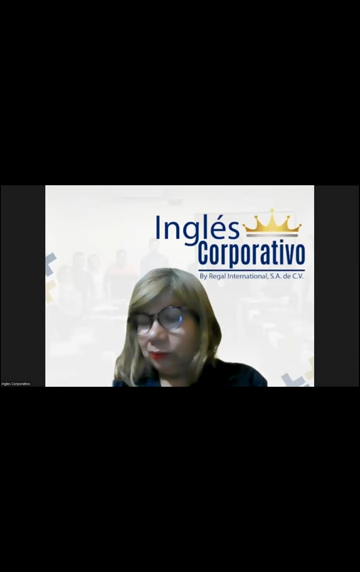 Inglés
Corporativo
By Regal International, S.A. de C.V.
Inglés Corporativo